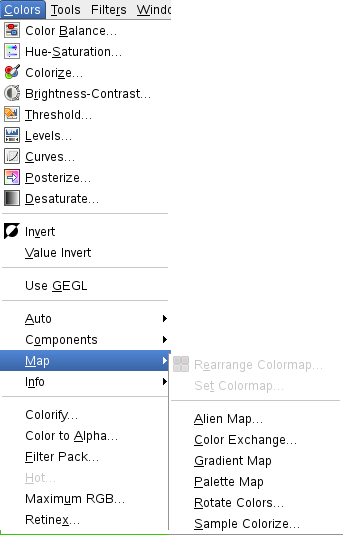 Colors Tools Filters Windo
Color Balance...
Hue-Saturation...
Colorize...
Brightness-Contrast...
Threshold...
Levels...
Curves...
Posterize...
Desaturate...
Invert
Value Invert
Use GEGL
Auto
Components
Map
Info
Colorify...
Color to Alpha...
Filter Pack...
Hot...
Maximum RGB...
Retinex...
Rearrange Colormap...
Set Colormap...
Alien Map...
Color Exchange...
Gradient Map
Palette Map
Rotate Colors...
Sample Colorize...